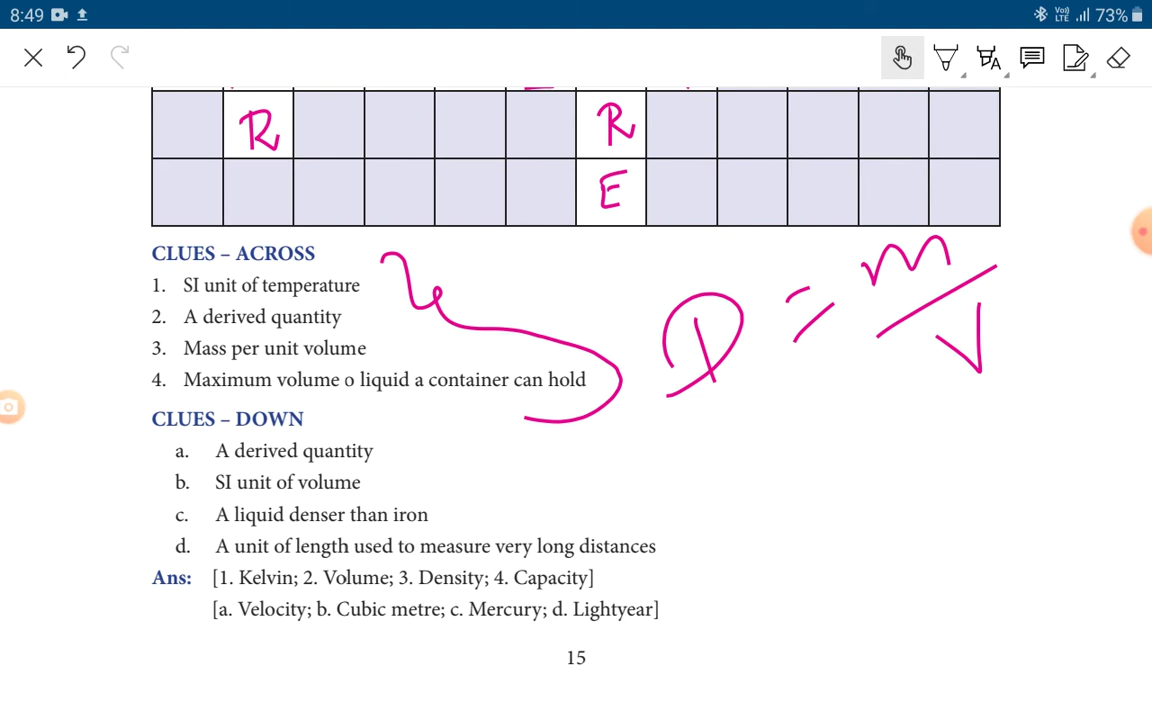 8:49 Vo) LTE 73%
A
R R
E
CLUES – ACROSS
1. SI unit of temperature
2. A derived quantity
3. Mass per unit volume
4. Maximum volume o liquid a container can hold
D = m/V
CLUES – DOWN
a. A derived quantity
b. SI unit of volume
c. A liquid denser than iron
d. A unit of length used to measure very long distances
Ans: [1. Kelvin; 2. Volume; 3. Density; 4. Capacity]
[a. Velocity; b. Cubic metre; c. Mercury; d. Lightyear]
15